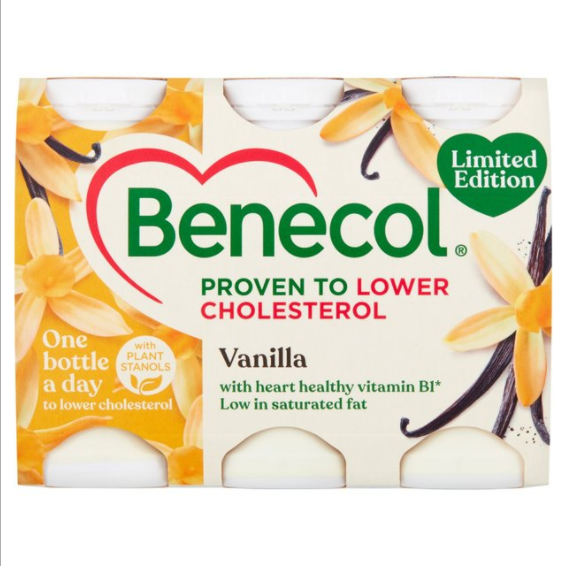 Limited
Edition
Benecol®
PROVEN TO LOWER
CHOLESTEROL
One
bottle
a day
to lower cholesterol
with
PLANT
STANOLS
Vanilla
with heart healthy vitamin B1*
Low in saturated fat